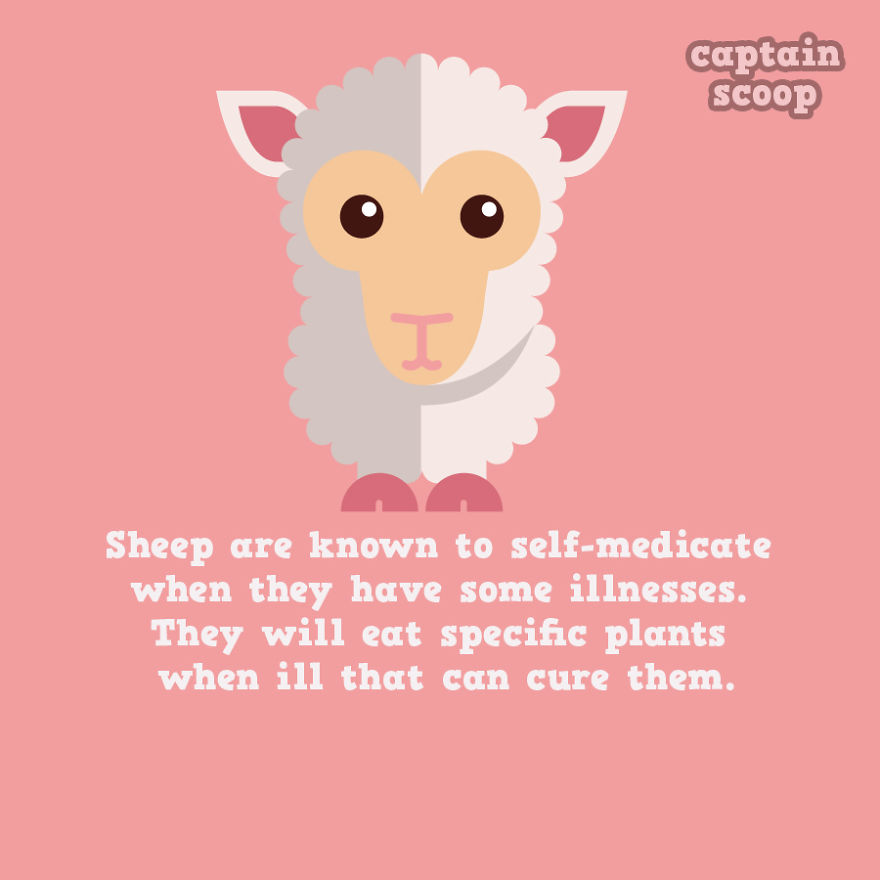 captain
scoop
Sheep are known to self-medicate
when they have some illnesses.
They will eat specific plants
when ill that can cure them.